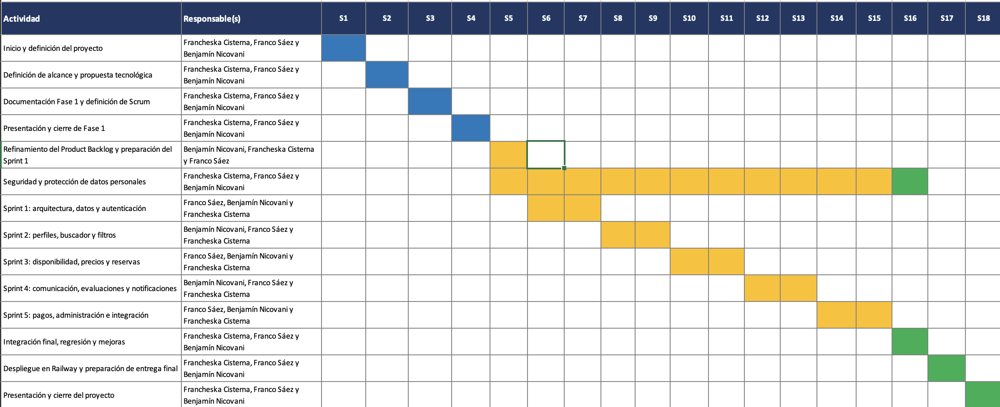 Actividad Responsable(s) S1 S2 S3 S4 S5 S6 S7 S8 S9 S10 S11 S12 S13 S14 S15 S16 S17 S18
Inicio y definición del proyecto
Francheska Cisterna, Franco Sáez y
Benjamín Nicovani
Definición de alcance y propuesta tecnológica
Francheska Cisterna, Franco Sáez y
Benjamín Nicovani
Documentación Fase 1 y definición de Scrum
Francheska Cisterna, Franco Sáez y
Benjamín Nicovani
Presentación y cierre de Fase 1
Francheska Cisterna, Franco Sáez y
Benjamín Nicovani
Refinamiento del Product Backlog y preparación del
Sprint 1
Benjamín Nicovani, Francheska Cisterna
y Franco Sáez
Seguridad y protección de datos personales
Francheska Cisterna, Franco Sáez y
Benjamín Nicovani
Sprint 1: arquitectura, datos y autenticación
Franco Sáez, Benjamín Nicovani y
Francheska Cisterna
Sprint 2: perfiles, buscador y filtros
Benjamín Nicovani, Franco Sáez y
Francheska Cisterna
Sprint 3: disponibilidad, precios y reservas
Franco Sáez, Benjamín Nicovani y
Francheska Cisterna
Sprint 4: comunicación, evaluaciones y notificaciones
Benjamín Nicovani, Franco Sáez y
Francheska Cisterna
Sprint 5: pagos, administración e integración
Franco Sáez, Benjamín Nicovani y
Francheska Cisterna
Integración final, regresión y mejoras
Francheska Cisterna, Franco Sáez y
Benjamín Nicovani
Despliegue en Railway y preparación de entrega final
Francheska Cisterna, Franco Sáez y
Benjamín Nicovani
Presentación y cierre del proyecto
Francheska Cisterna, Franco Sáez y
Benjamín Nicovani